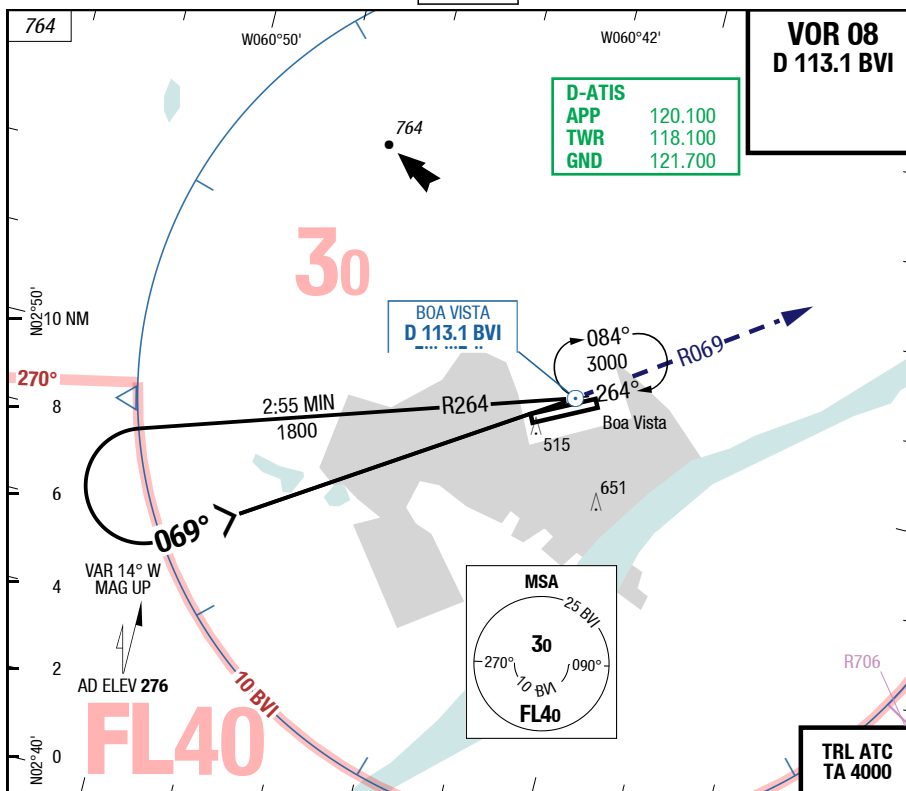 764
W060°50'
W060°42'
VOR 08
D 113.1 BVI
D-ATIS
APP 120.100
TWR 118.100
GND 121.700
764
30
N02°50'
10 NM
BOA VISTA
D 113.1 BVI
084°
3000
264°
R069
270°
8
2:55 MIN
1800
R264
Boa Vista
515
6
651
069°
VAR 14° W
MAG UP
4
MSA
25 BVI
30
270°
090°
10 BVI
FL40
2
AD ELEV 276
R706
10 BVI
FL40
N02°40'
0
TRL ATC
TA 4000